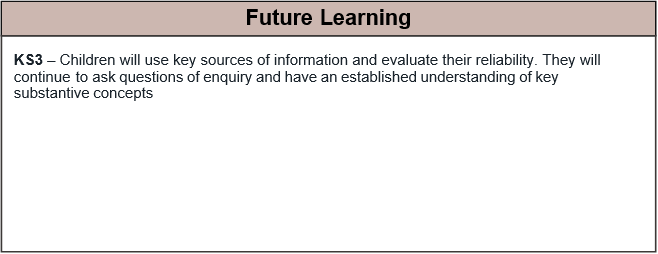 Future Learning
KS3 – Children will use key sources of information and evaluate their reliability. They will
continue to ask questions of enquiry and have an established understanding of key
substantive concepts